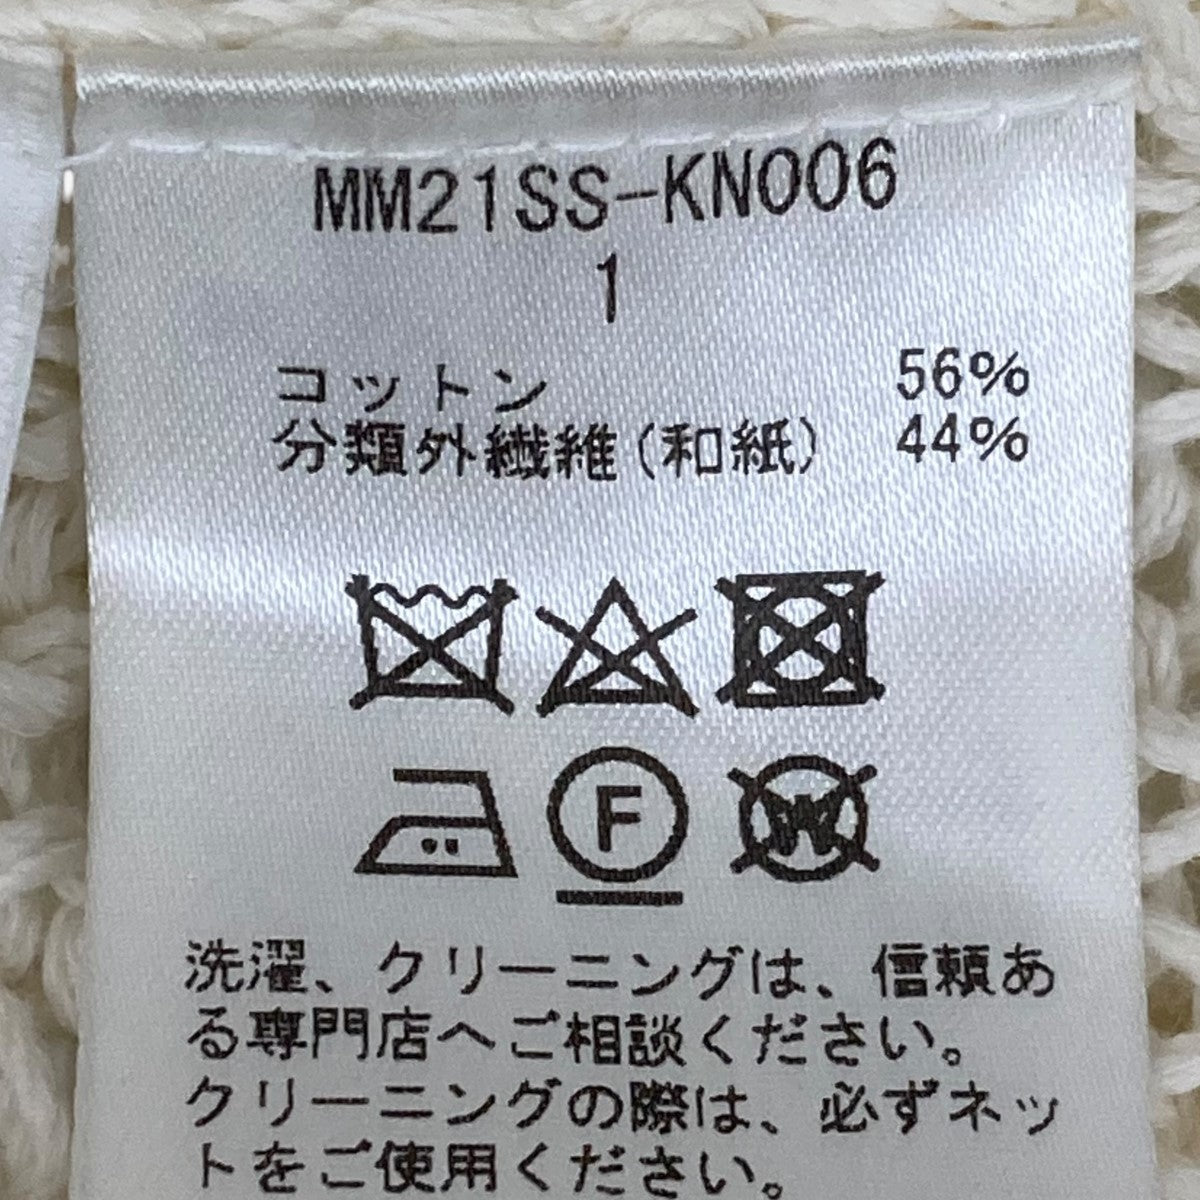 MM21SS-KN006
1
コットン 56%
分類外繊維(和紙) 44%
F
W
洗濯、クリーニングは、信頼あ
る専門店へご相談ください。
クリーニングの際は、必ずネッ
トをご使用ください。